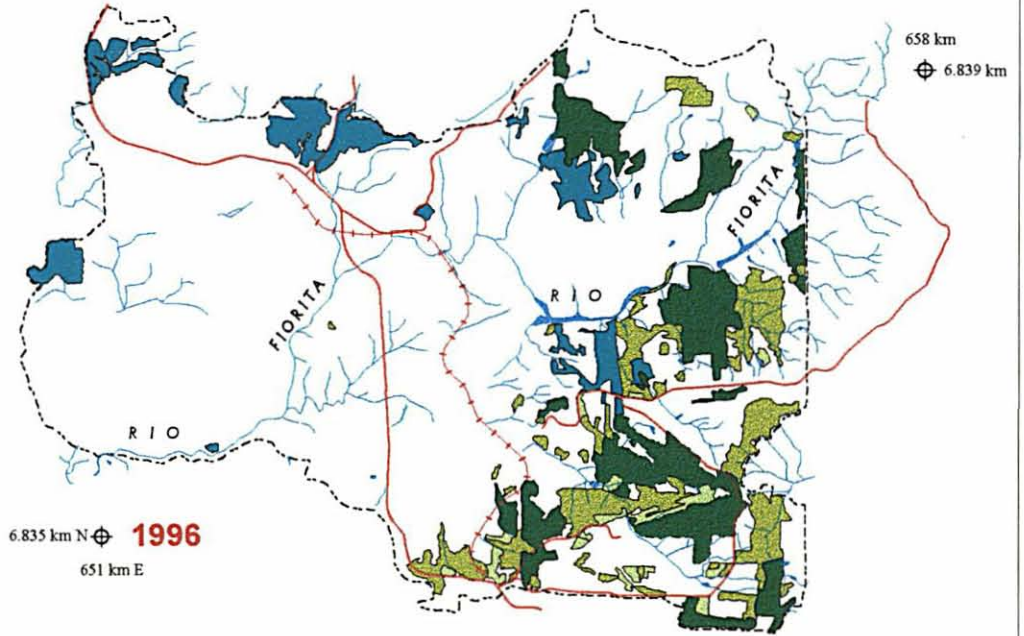 658 km
6.839 km
FIORITA
RIO
FIORITA
RIO
6.835 km N
1996
651 km E